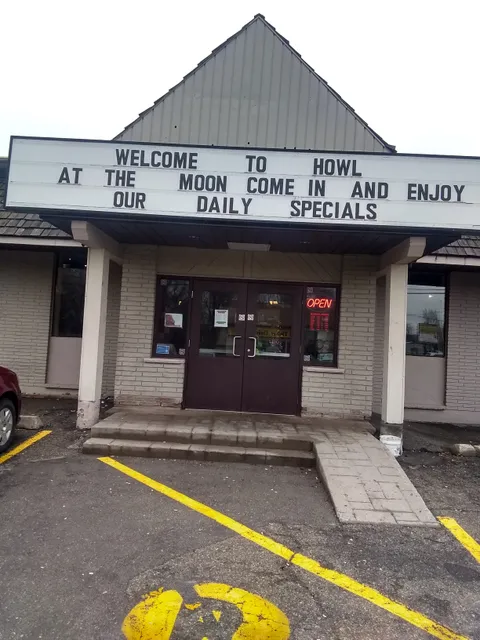 WELCOME TO HOWL
AT THE MOON COME IN AND ENJOY
OUR DAILY SPECIALS
OPEN